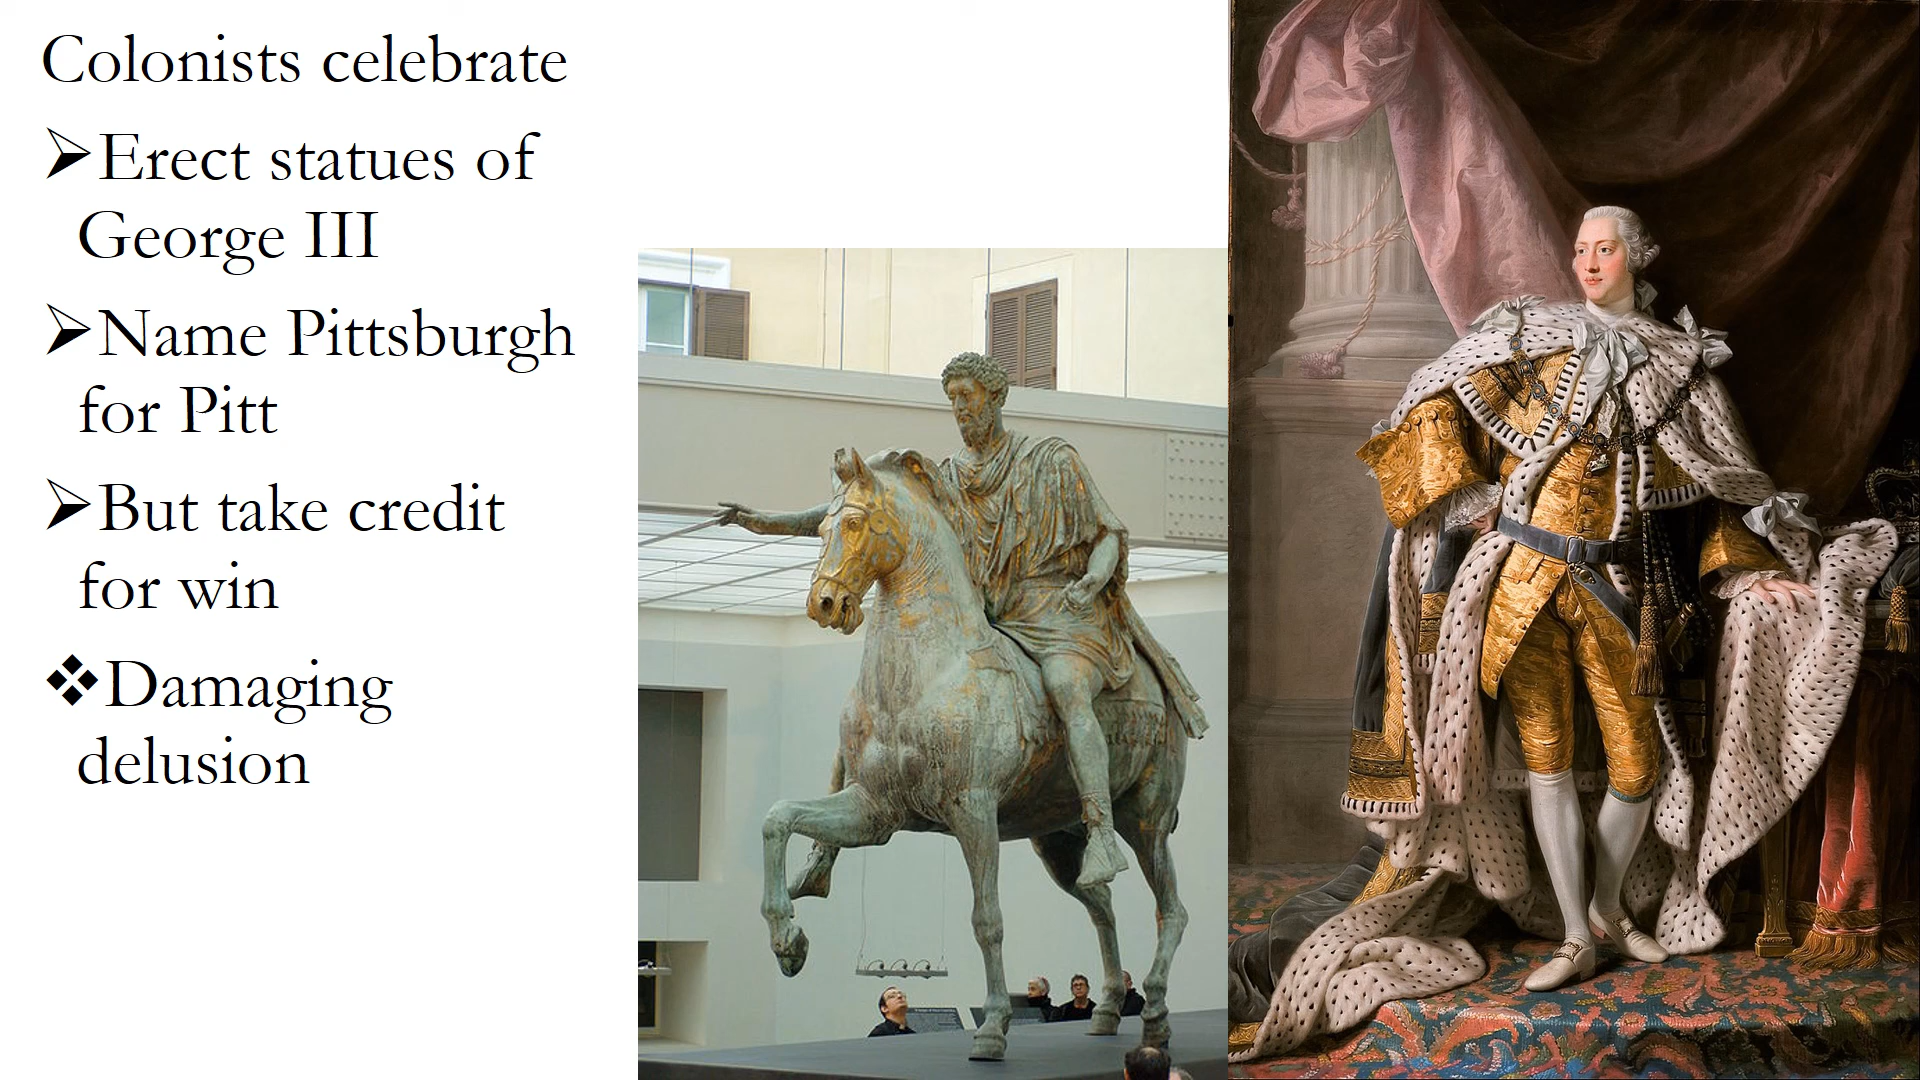 Colonists celebrate
➢Erect statues of
George III
➢Name Pittsburgh
for Pitt
➢But take credit
for win
❖Damaging
delusion